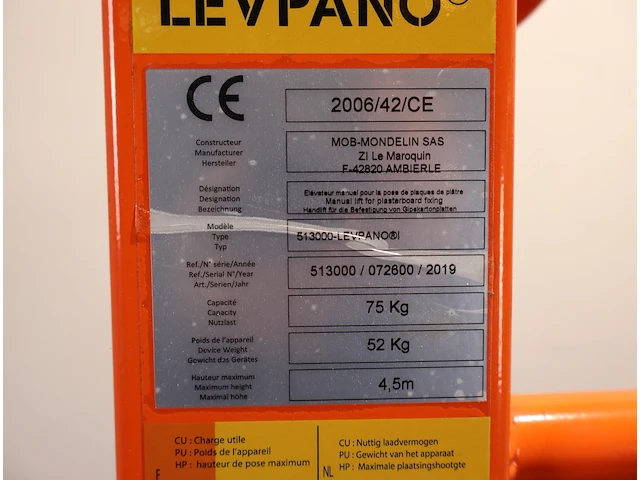 LEVPANO®
CE
2006/42/CE
Constructeur
Manufacturer
Hersteller
MOB-MONDELIN SAS
ZI Le Maroquin
F-42820 AMBIERLE
Désignation
Designation
Bezeichnung
Elévateur manuel pour la pose de plaques de plâtre
Manual lift for plasterboard fixing
Handlift für die Befestigung von Gipskartonplatten
Modèle
Type
Typ
513000-LEVPANO®I
Ref./N° série/Année
Ref./Serial N°/Year
Art./Serien/Jahr
513000 / 072600 / 2019
Capacité
Capacity
Nutzlast
75 Kg
Poids de l'appareil
Device Weight
Gewicht das Gerätes
52 Kg
Hauteur maximum
Maximum height
Maximal höhe
4,5m
CU : Charge utile
PU : Poids de l'appareil
HP : hauteur de pose maximum
F
CU : Nuttig laadvermogen
PU : Gewicht van het apparaat
HP : Maximale plaatsingshootgte
NL